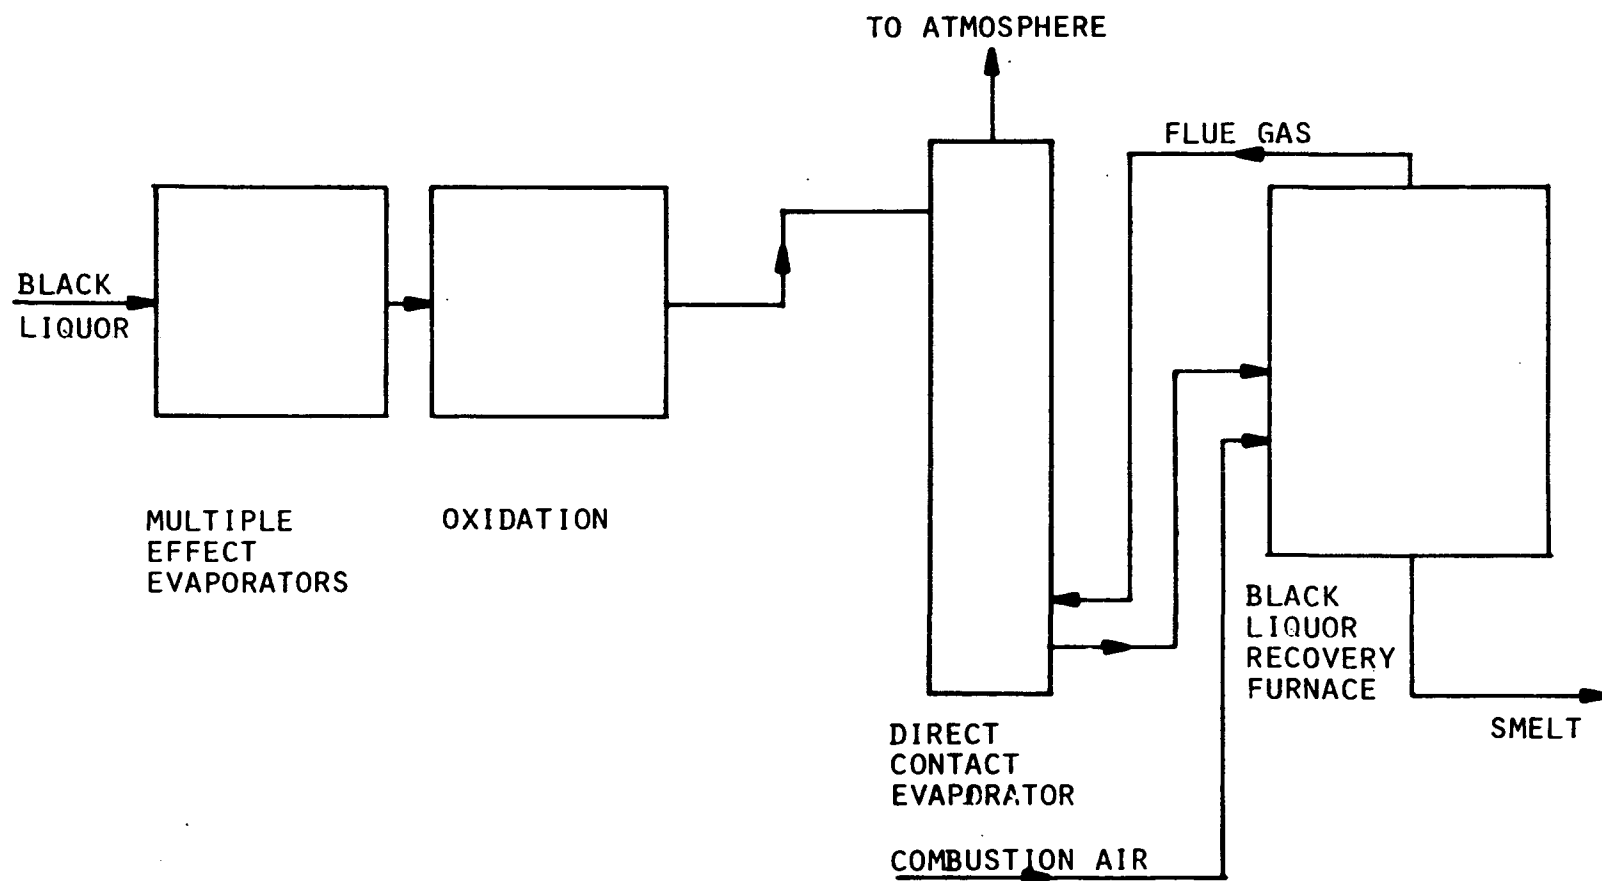 TO ATMOSPHERE
FLUE GAS
BLACK
LIQUOR
MULTIPLE
EFFECT
EVAPORATORS
OXIDATION
BLACK
LIQUOR
RECOVERY
FURNACE
SMELT
DIRECT
CONTACT
EVAPORATOR
COMBUSTION AIR